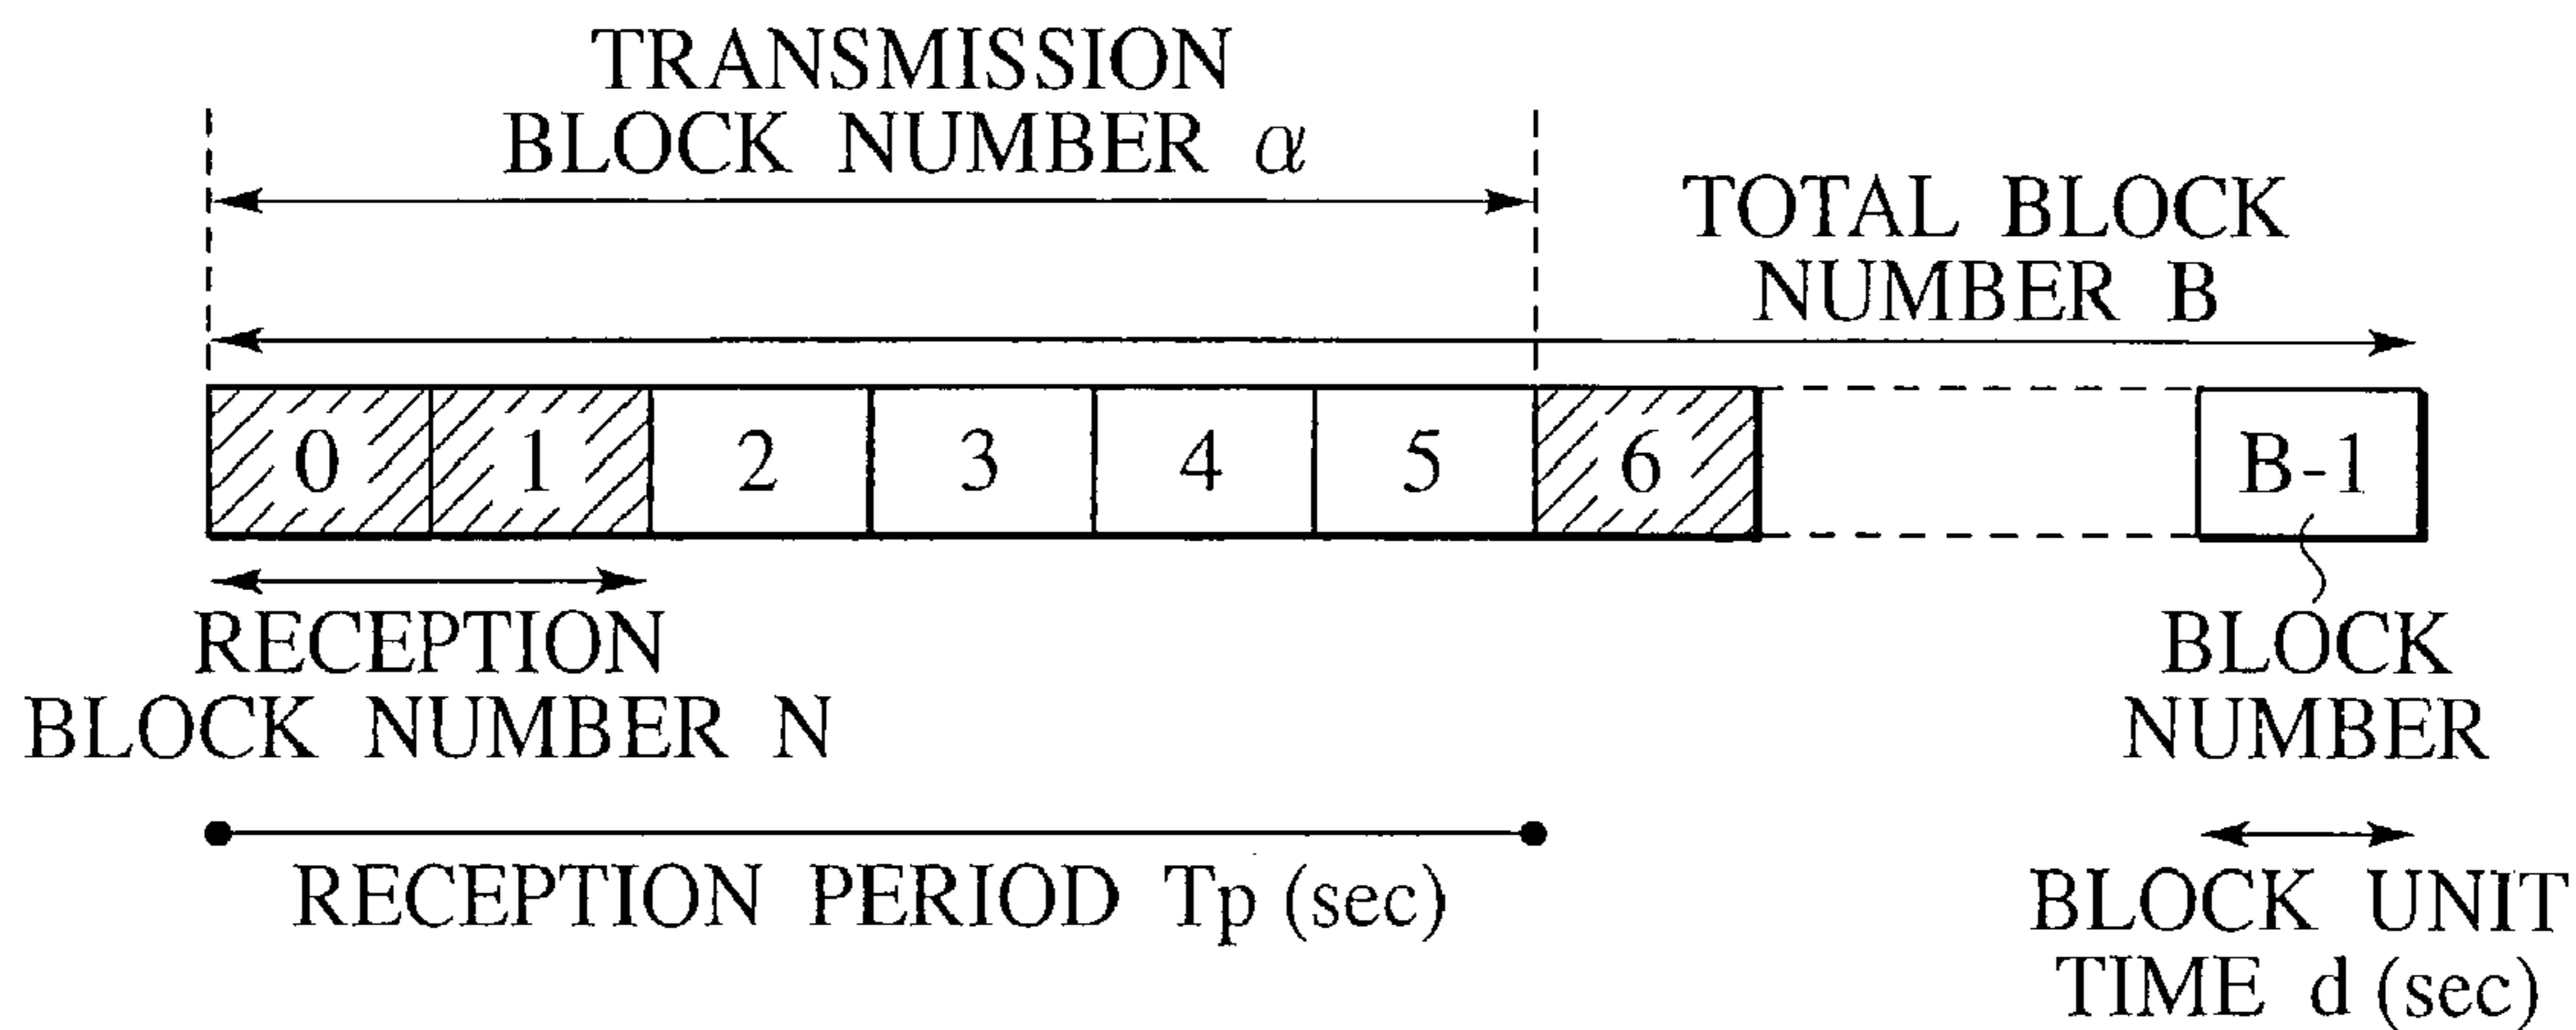 TRANSMISSION
BLOCK NUMBER α
TOTAL BLOCK
NUMBER B
0 1 2 3 4 5 6 B-1
RECEPTION
BLOCK NUMBER N
BLOCK
NUMBER
RECEPTION PERIOD Tp (sec)
BLOCK UNIT
TIME d (sec)